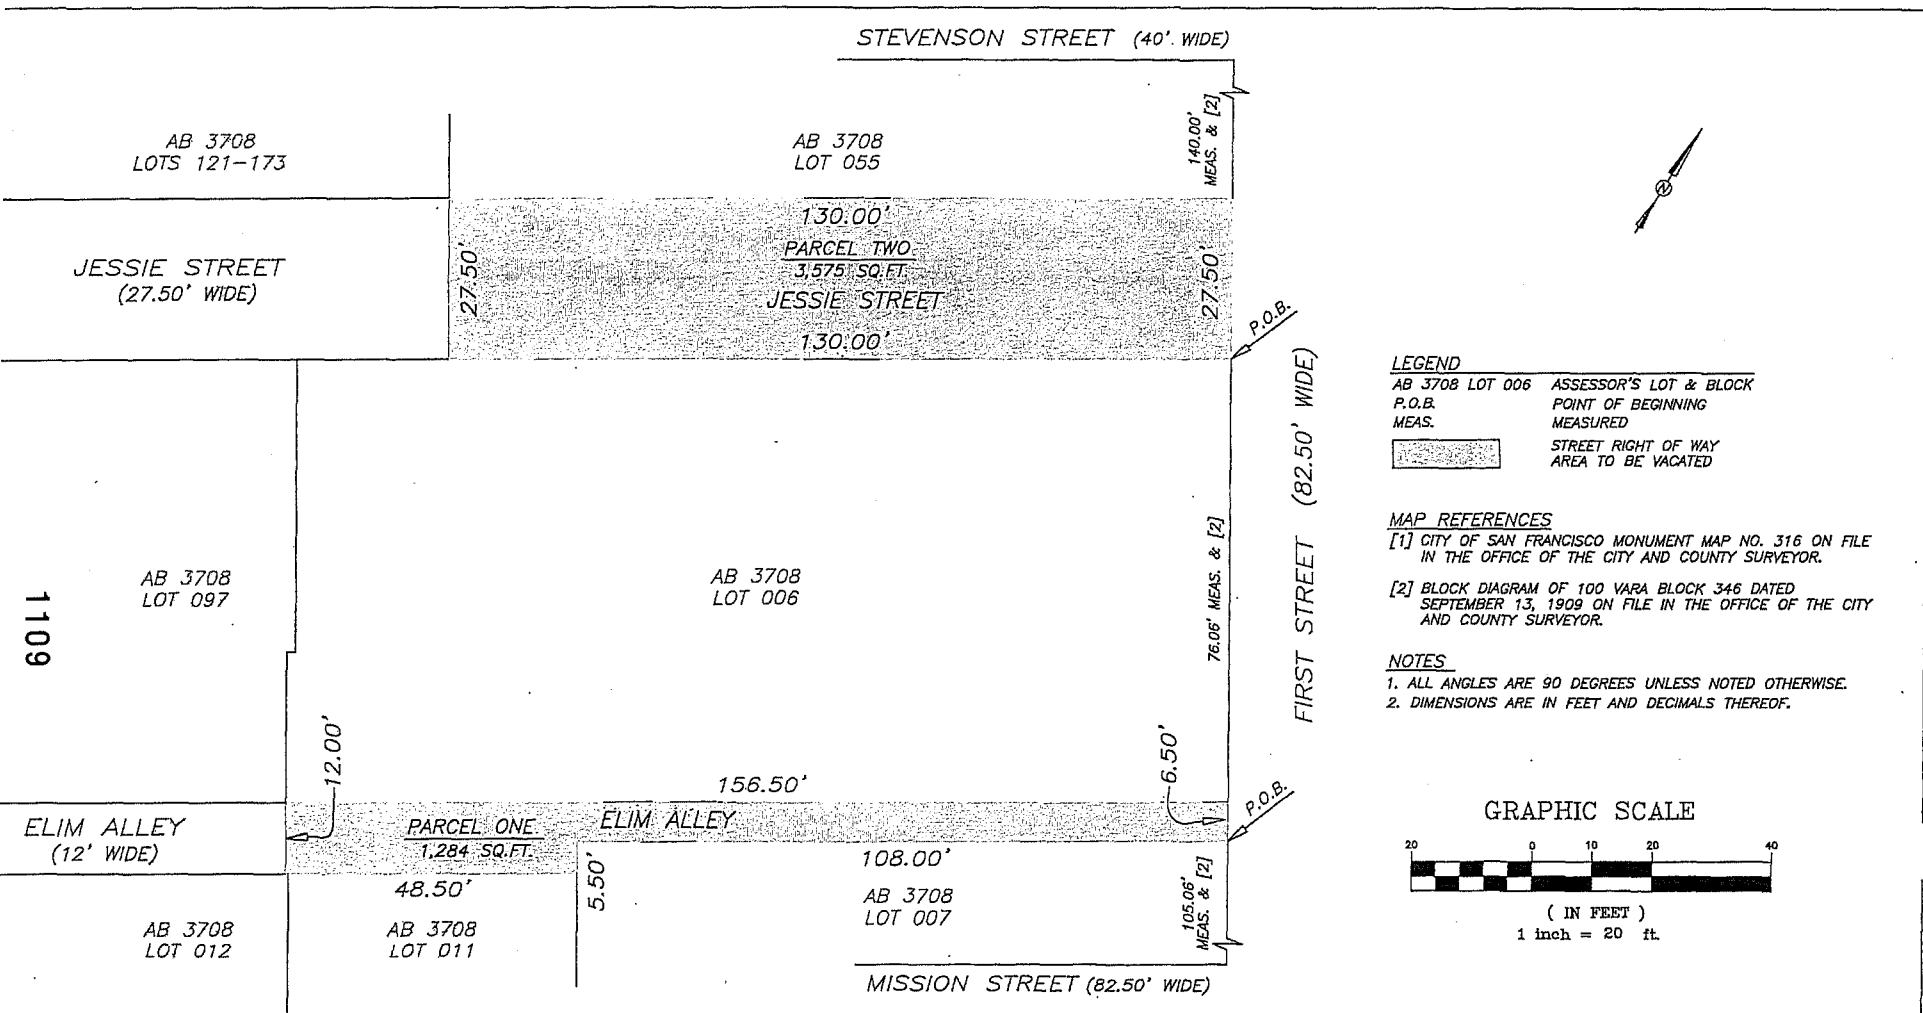 STEVENSON STREET (40'. WIDE)
AB 3708
LOTS 121-173
AB 3708
LOT 055
140.00'
MEAS. & [2]
JESSIE STREET
(27.50' WIDE)
27.50'
130.00'
PARCEL TWO
3,575 SQ.FT.
JESSIE STREET
130.00'
27.50'
P.O.B.
AB 3708
LOT 097
AB 3708
LOT 006
76.06' MEAS. & [2]
FIRST STREET (82.50' WIDE)
1109
12.00'
156.50'
6.50'
P.O.B.
ELIM ALLEY
(12' WIDE)
PARCEL ONE
1,284 SQ.FT.
ELIM ALLEY
48.50'
5.50'
108.00'
AB 3708
LOT 012
AB 3708
LOT 011
AB 3708
LOT 007
105.06'
MEAS. & [2]
MISSION STREET (82.50' WIDE)
N
LEGEND
AB 3708 LOT 006 ASSESSOR'S LOT & BLOCK
P.O.B. POINT OF BEGINNING
MEAS. MEASURED
STREET RIGHT OF WAY
AREA TO BE VACATED
MAP REFERENCES
[1] CITY OF SAN FRANCISCO MONUMENT MAP NO. 316 ON FILE
IN THE OFFICE OF THE CITY AND COUNTY SURVEYOR.
[2] BLOCK DIAGRAM OF 100 VARA BLOCK 346 DATED
SEPTEMBER 13, 1909 ON FILE IN THE OFFICE OF THE CITY
AND COUNTY SURVEYOR.
NOTES
1. ALL ANGLES ARE 90 DEGREES UNLESS NOTED OTHERWISE.
2. DIMENSIONS ARE IN FEET AND DECIMALS THEREOF.
GRAPHIC SCALE
20 0 10 20 40
( IN FEET )
1 inch = 20 ft.